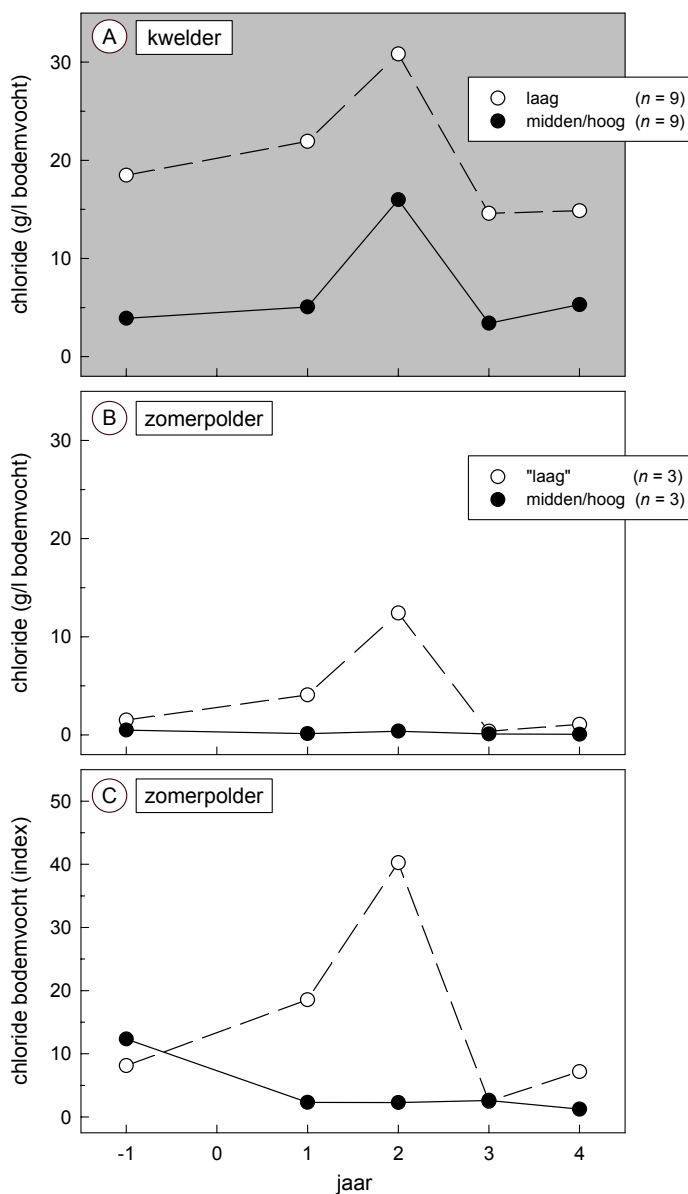 A kwelder
30
20
10
0
chloride (g/l bodemvocht)
laag (n = 9)
midden/hoog (n = 9)
B zomerpolder
30
20
10
0
chloride (g/l bodemvocht)
"laag" (n = 3)
midden/hoog (n = 3)
C zomerpolder
50
40
30
20
10
0
chloride bodemvocht (index)
-1 0 1 2 3 4
jaar